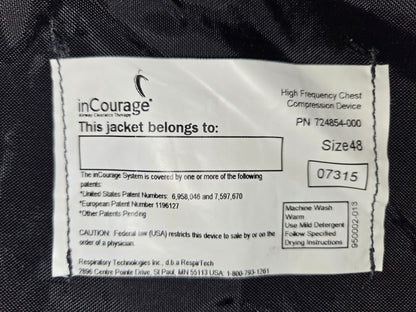 inCourage®
Airway Clearance Therapy
This jacket belongs to:
The inCourage System is covered by one or more of the following
patents:
*United States Patent Numbers: 6,958,046 and 7,597,670
*European Patent Number 1196127
*Other Patents Pending
CAUTION: Federal law (USA) restricts this device to sale by or on the
order of a physician.
Respiratory Technologies Inc., d.b.a RespirTech
2896 Centre Pointe Drive, St Paul, MN 55113 USA 1-800-793-1261
High Frequency Chest
Compression Device
PN 724854-000
Size 48
07315
Machine Wash
Warm
Use Mild Detergent
Follow Specified
Drying Instructions
950002-013